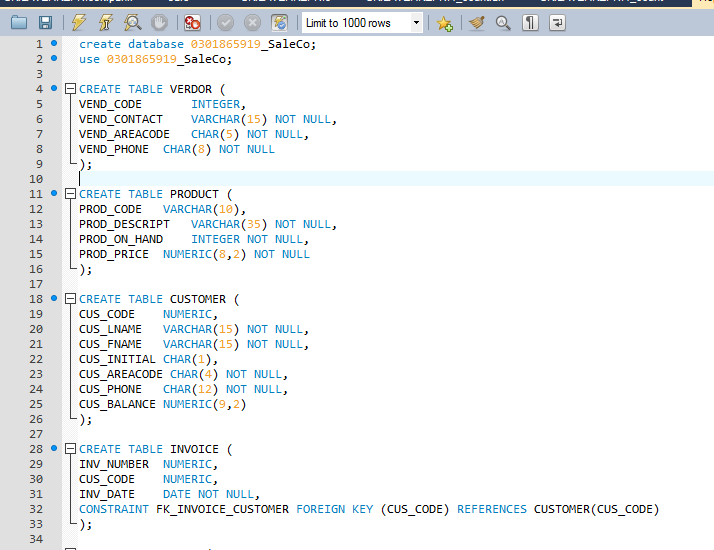 Limit to 1000 rows
1 create database 0301865919_SaleCo;
2 use 0301865919_SaleCo;
3
4 CREATE TABLE VERDOR (
5 VEND_CODE INTEGER,
6 VEND_CONTACT VARCHAR(15) NOT NULL,
7 VEND_AREACODE CHAR(5) NOT NULL,
8 VEND_PHONE CHAR(8) NOT NULL
9 );
10
11 CREATE TABLE PRODUCT (
12 PROD_CODE VARCHAR(10),
13 PROD_DESCRIPT VARCHAR(35) NOT NULL,
14 PROD_ON_HAND INTEGER NOT NULL,
15 PROD_PRICE NUMERIC(8,2) NOT NULL
16 );
17
18 CREATE TABLE CUSTOMER (
19 CUS_CODE NUMERIC,
20 CUS_LNAME VARCHAR(15) NOT NULL,
21 CUS_FNAME VARCHAR(15) NOT NULL,
22 CUS_INITIAL CHAR(1),
23 CUS_AREACODE CHAR(4) NOT NULL,
24 CUS_PHONE CHAR(12) NOT NULL,
25 CUS_BALANCE NUMERIC(9,2)
26 );
27
28 CREATE TABLE INVOICE (
29 INV_NUMBER NUMERIC,
30 CUS_CODE NUMERIC,
31 INV_DATE DATE NOT NULL,
32 CONSTRAINT FK_INVOICE_CUSTOMER FOREIGN KEY (CUS_CODE) REFERENCES CUSTOMER(CUS_CODE)
33 );
34